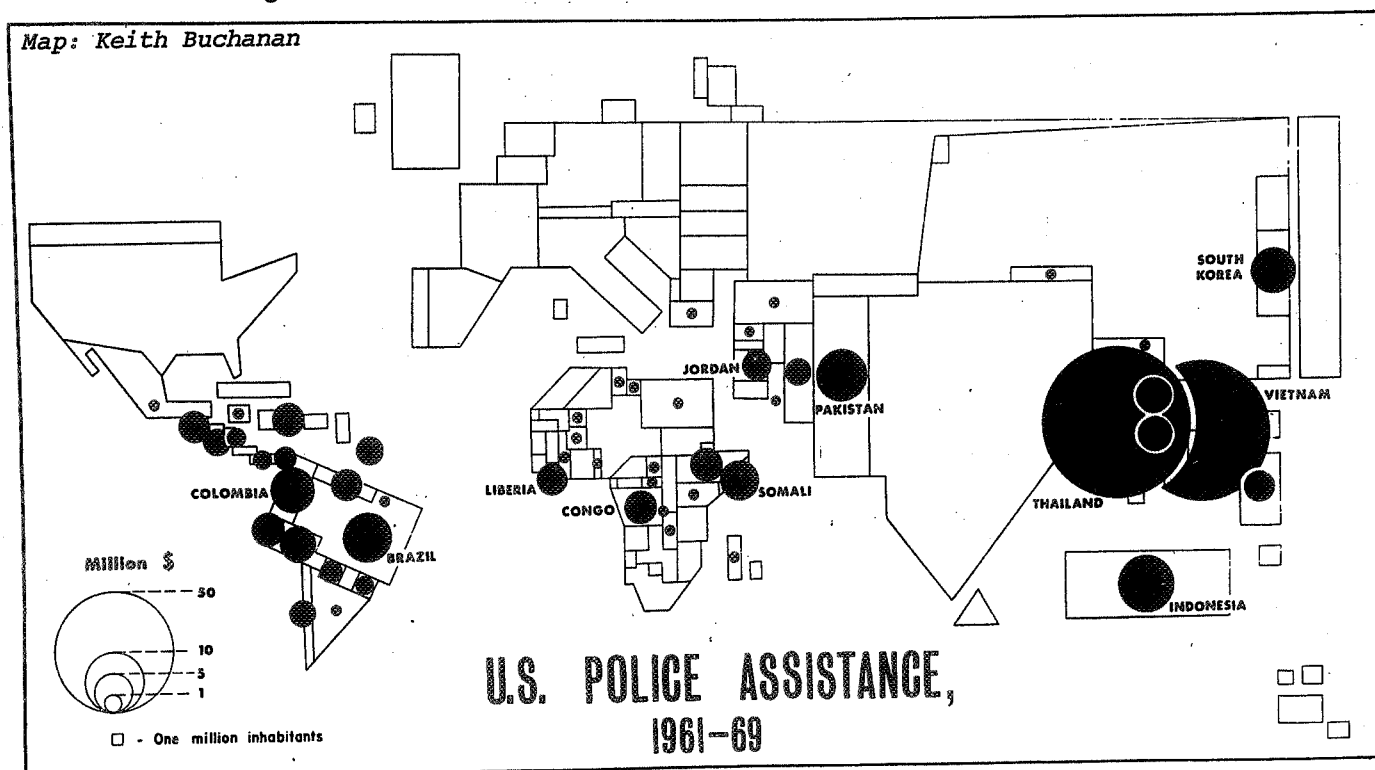 Map: Keith Buchanan
SOUTH
KOREA
JORDAN
PAKISTAN
VIETNAM
COLOMBIA
LIBERIA
SOMALI
THAILAND
CONGO
BRAZIL
Million $
50
10
5
1
INDONESIA
U.S. POLICE ASSISTANCE,
1961-69
- One million inhabitants